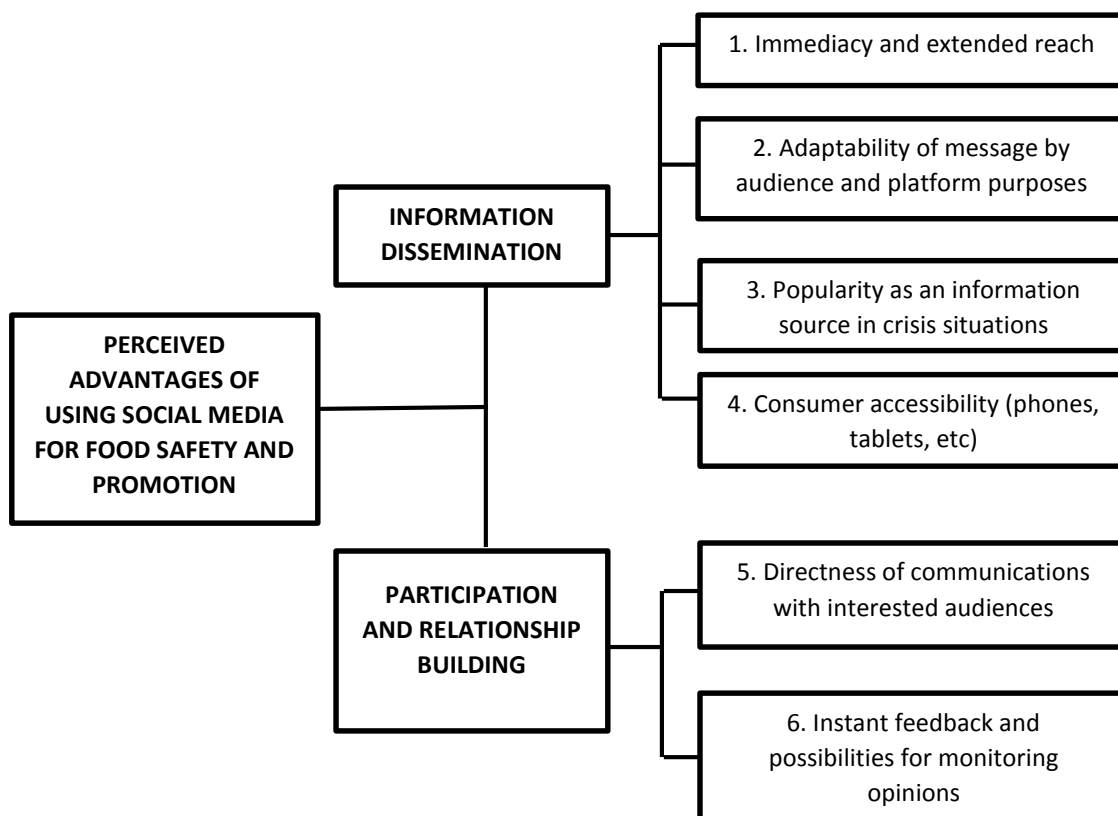 1. Immediacy and extended reach
2. Adaptability of message by
audience and platform purposes
INFORMATION
DISSEMINATION
3. Popularity as an information
source in crisis situations
PERCEIVED
ADVANTAGES OF
USING SOCIAL MEDIA
FOR FOOD SAFETY AND
PROMOTION
4. Consumer accessibility (phones,
tablets, etc)
5. Directness of communications
with interested audiences
PARTICIPATION
AND RELATIONSHIP
BUILDING
6. Instant feedback and
possibilities for monitoring
opinions